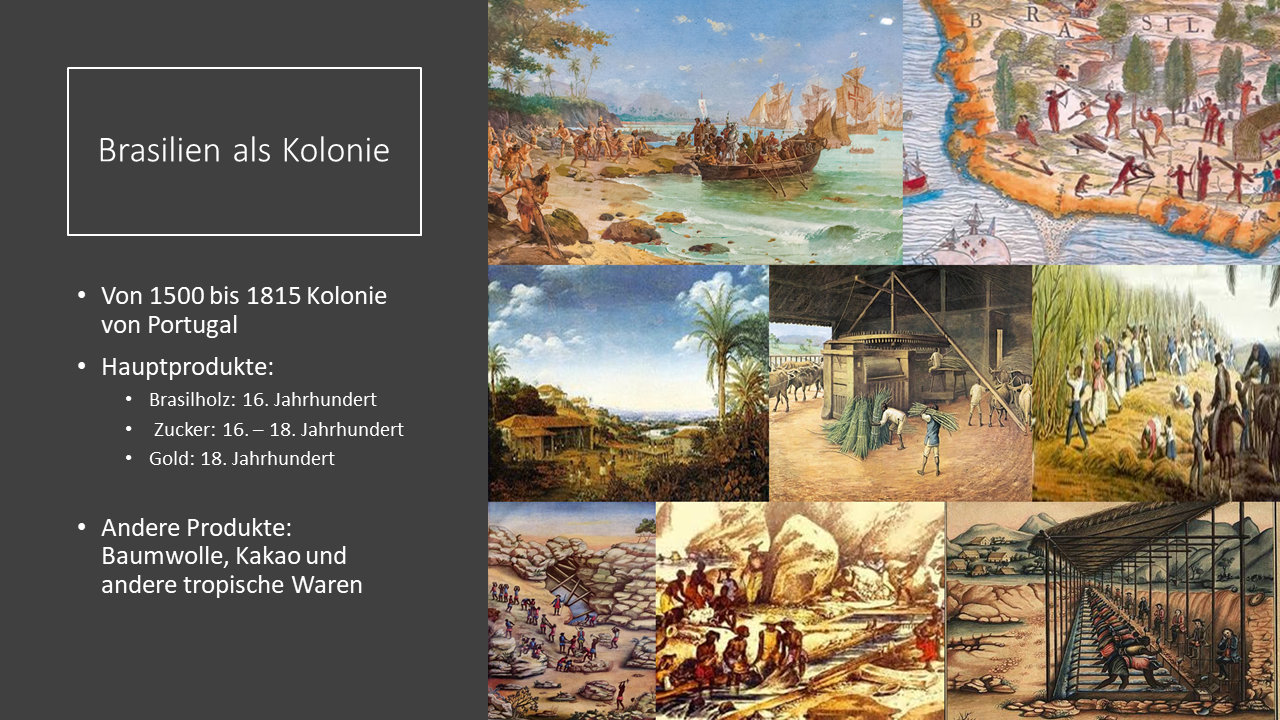 Brasilien als Kolonie
• Von 1500 bis 1815 Kolonie
von Portugal
• Hauptprodukte:
• Brasilholz: 16. Jahrhundert
• Zucker: 16. – 18. Jahrhundert
• Gold: 18. Jahrhundert
• Andere Produkte:
Baumwolle, Kakao und
andere tropische Waren
B R A S I L.